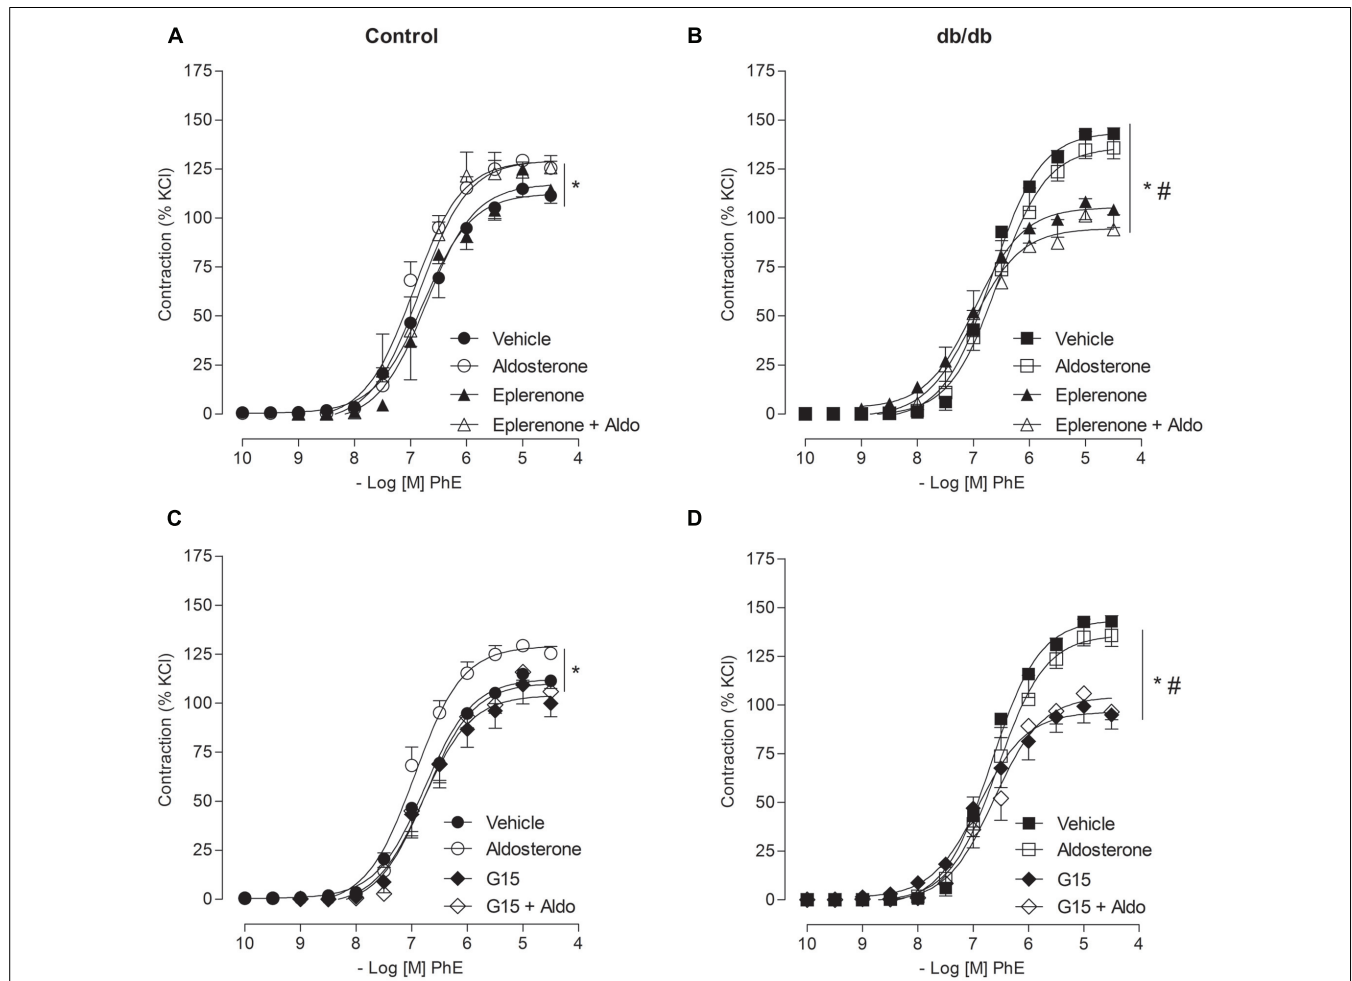 A
Control
175
150
125
100
75
50
25
0
Contraction (% KCl)
*
Vehicle
Aldosterone
Eplerenone
Eplerenone + Aldo
10 9 8 7 6 5 4
- Log [M] PhE
B
db/db
175
150
125
100
75
50
25
0
Contraction (% KCl)
* #
Vehicle
Aldosterone
Eplerenone
Eplerenone + Aldo
10 9 8 7 6 5 4
- Log [M] PhE
C
175
150
125
100
75
50
25
0
Contraction (% KCl)
*
Vehicle
Aldosterone
G15
G15 + Aldo
10 9 8 7 6 5 4
- Log [M] PhE
D
175
150
125
100
75
50
25
0
Contraction (% KCl)
* #
Vehicle
Aldosterone
G15
G15 + Aldo
10 9 8 7 6 5 4
- Log [M] PhE